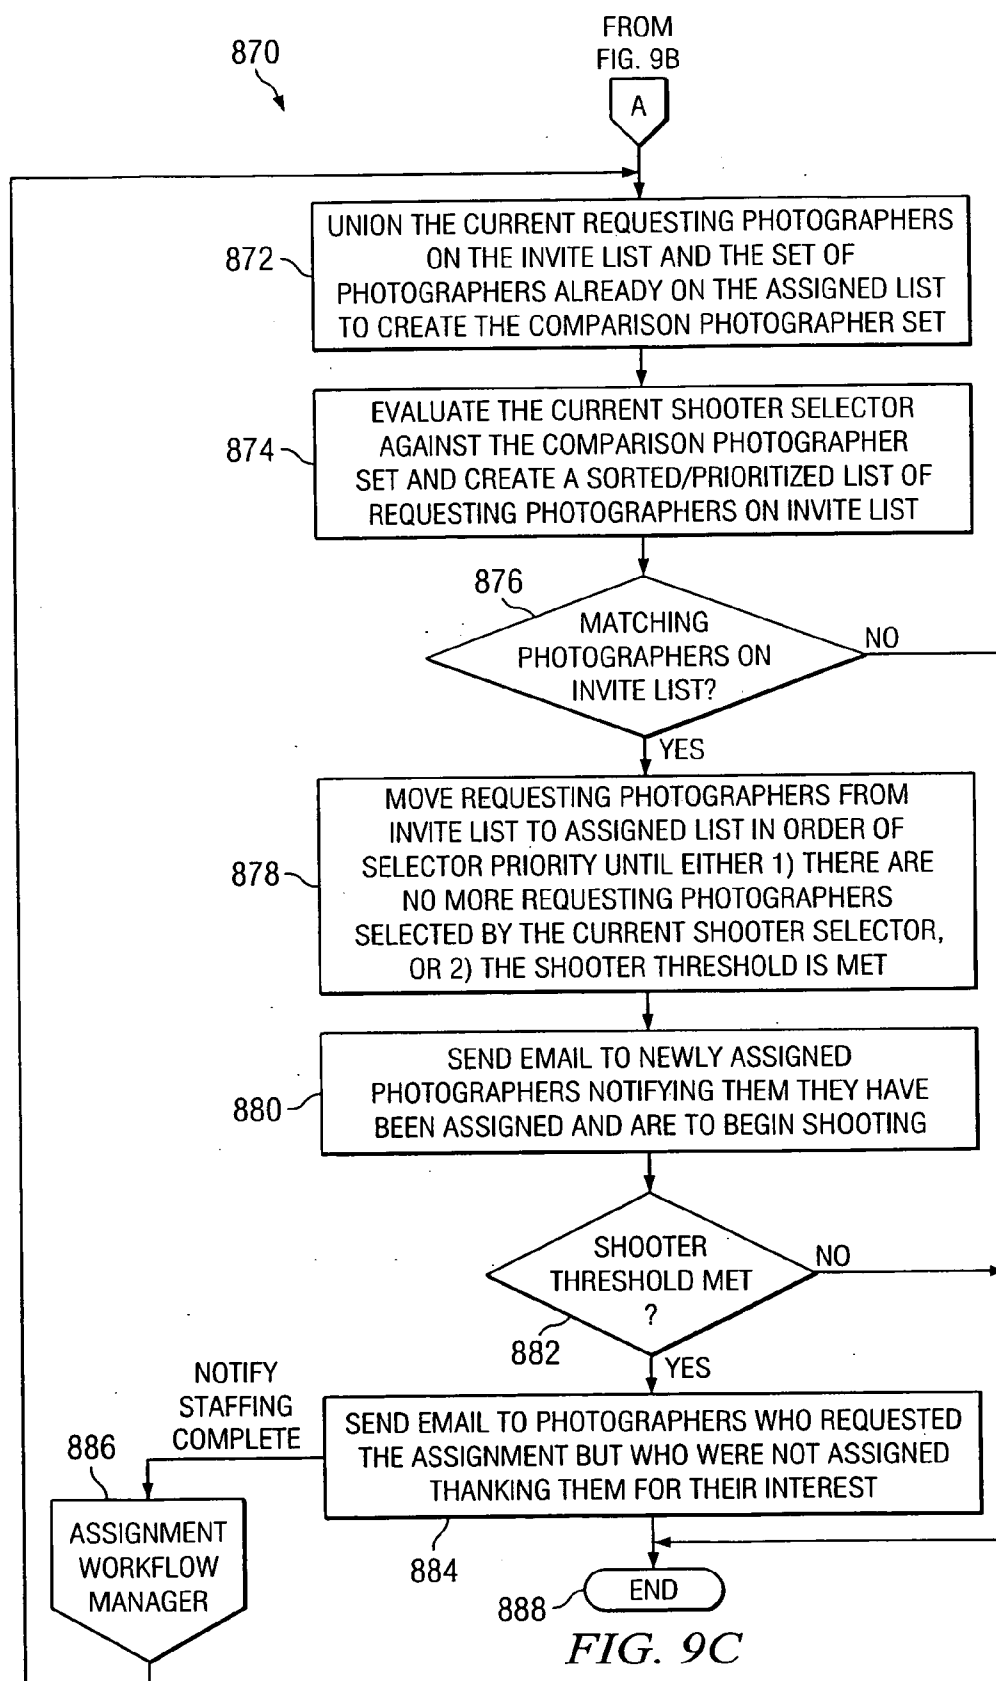 FROM
FIG. 9B
870
A
872
UNION THE CURRENT REQUESTING PHOTOGRAPHERS
ON THE INVITE LIST AND THE SET OF
PHOTOGRAPHERS ALREADY ON THE ASSIGNED LIST
TO CREATE THE COMPARISON PHOTOGRAPHER SET
874
EVALUATE THE CURRENT SHOOTER SELECTOR
AGAINST THE COMPARISON PHOTOGRAPHER
SET AND CREATE A SORTED/PRIORITIZED LIST OF
REQUESTING PHOTOGRAPHERS ON INVITE LIST
876
MATCHING
PHOTOGRAPHERS ON
INVITE LIST?
NO
YES
878
MOVE REQUESTING PHOTOGRAPHERS FROM
INVITE LIST TO ASSIGNED LIST IN ORDER OF
SELECTOR PRIORITY UNTIL EITHER 1) THERE ARE
NO MORE REQUESTING PHOTOGRAPHERS
SELECTED BY THE CURRENT SHOOTER SELECTOR,
OR 2) THE SHOOTER THRESHOLD IS MET
880
SEND EMAIL TO NEWLY ASSIGNED
PHOTOGRAPHERS NOTIFYING THEM THEY HAVE
BEEN ASSIGNED AND ARE TO BEGIN SHOOTING
SHOOTER
THRESHOLD MET
?
NO
882
YES
NOTIFY
STAFFING
COMPLETE
SEND EMAIL TO PHOTOGRAPHERS WHO REQUESTED
THE ASSIGNMENT BUT WHO WERE NOT ASSIGNED
THANKING THEM FOR THEIR INTEREST
884
886
ASSIGNMENT
WORKFLOW
MANAGER
888
END
FIG. 9C